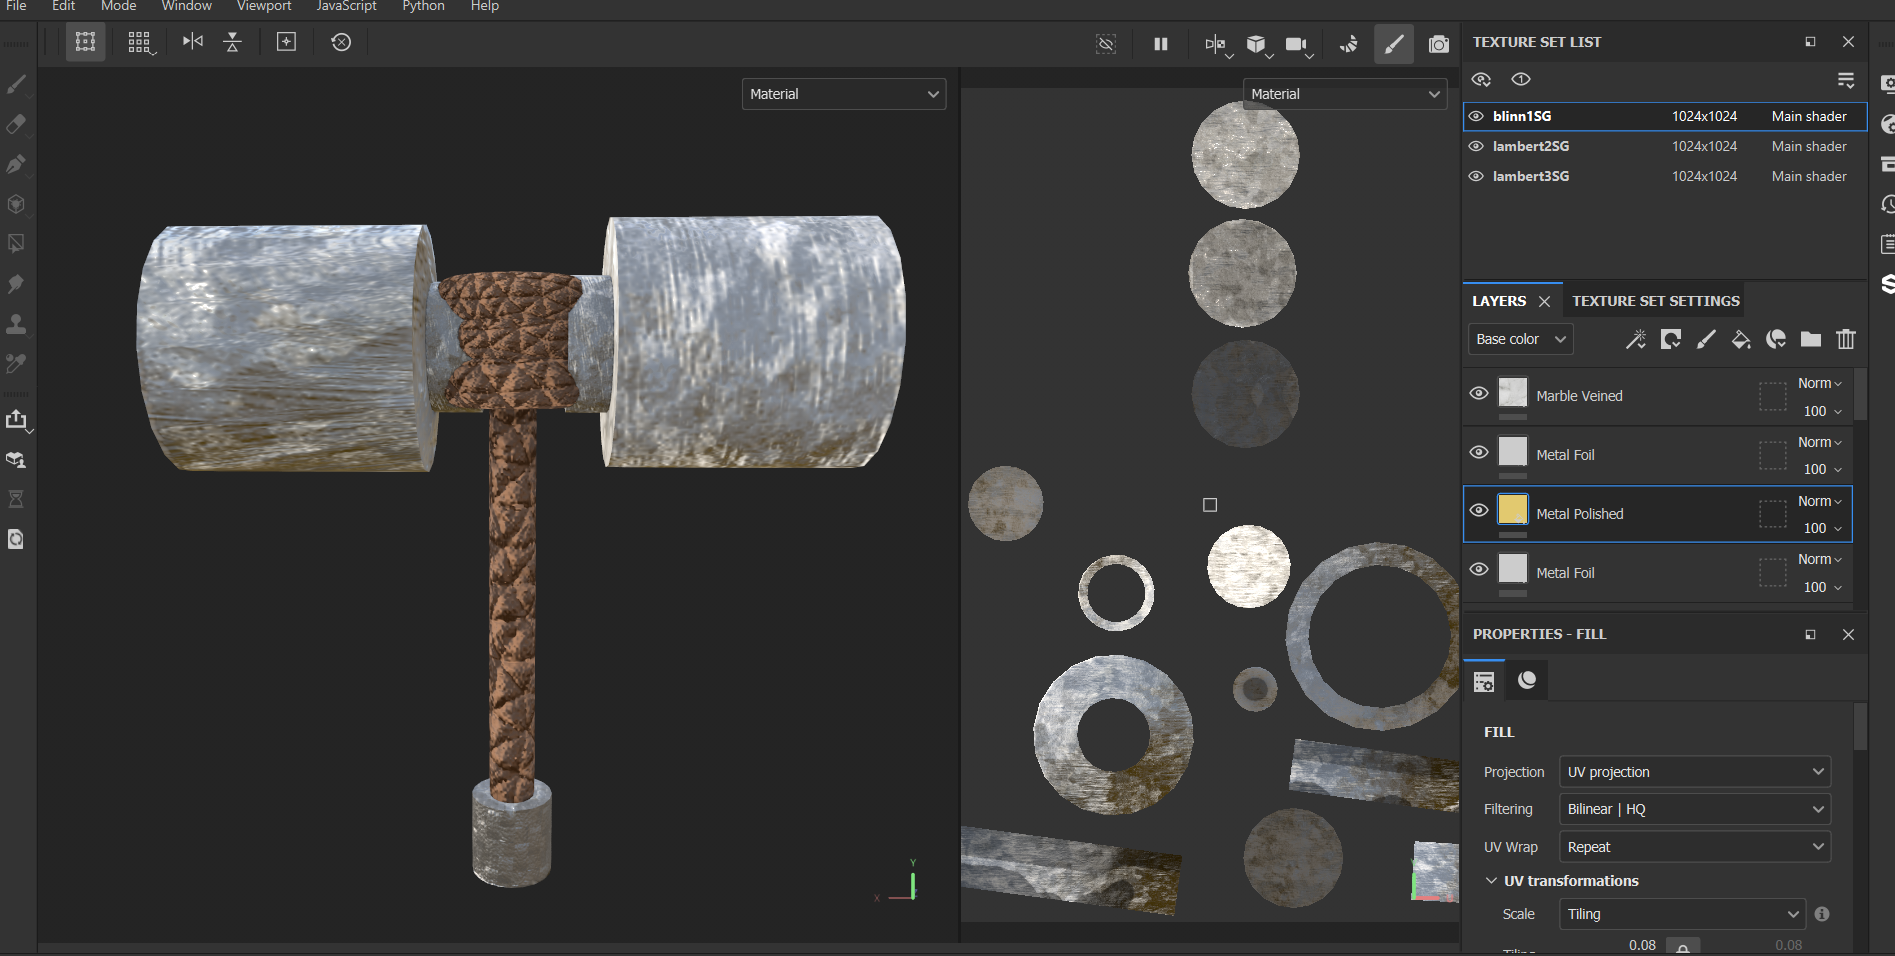 File Edit Mode Window Viewport JavaScript Python Help
Material
Material
Y
X
TEXTURE SET LIST
1
blinn1SG 1024x1024 Main shader
lambert2SG 1024x1024 Main shader
lambert3SG 1024x1024 Main shader
LAYERS TEXTURE SET SETTINGS
Base color
Marble Veined Norm
100
Metal Foil Norm
100
Metal Polished Norm
100
Metal Foil Norm
100
PROPERTIES - FILL
FILL
Projection UV projection
Filtering Bilinear | HQ
UV Wrap Repeat
UV transformations
Scale Tiling
Tiling 0.08 0.08